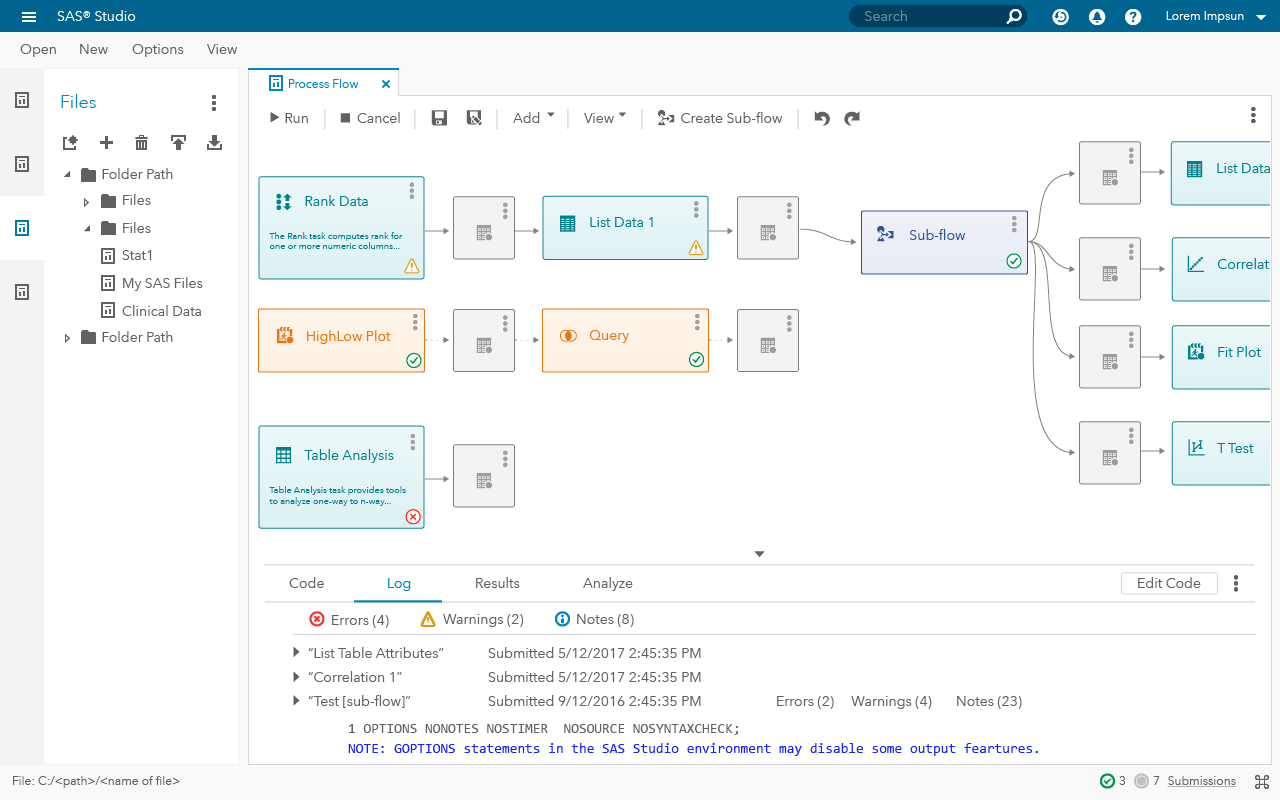 SAS® Studio
Search
Lorem Impsun
Open New Options View
Files
Folder Path
Files
Files
Stat1
My SAS Files
Clinical Data
Folder Path
Process Flow
Run Cancel Add View Create Sub-flow
Rank Data
The Rank task computes rank for
one or more numeric columns...
List Data 1
Sub-flow
List Data
Correlat
Fit Plot
T Test
HighLow Plot
Query
Table Analysis
Table Analysis task provides tools
to analyze one-way to n-way...
Code Log Results Analyze Edit Code
Errors (4) Warnings (2) Notes (8)
“List Table Attributes” Submitted 5/12/2017 2:45:35 PM
“Correlation 1” Submitted 5/12/2017 2:45:35 PM
“Test [sub-flow]” Submitted 9/12/2016 2:45:35 PM Errors (2) Warnings (4) Notes (23)
1 OPTIONS NONOTES NOSTIMER NOSOURCE NOSYNTAXCHECK;
NOTE: GOPTIONS statements in the SAS Studio environment may disable some output feartures.
File: C:/<path>/<name of file>
3 7 Submissions